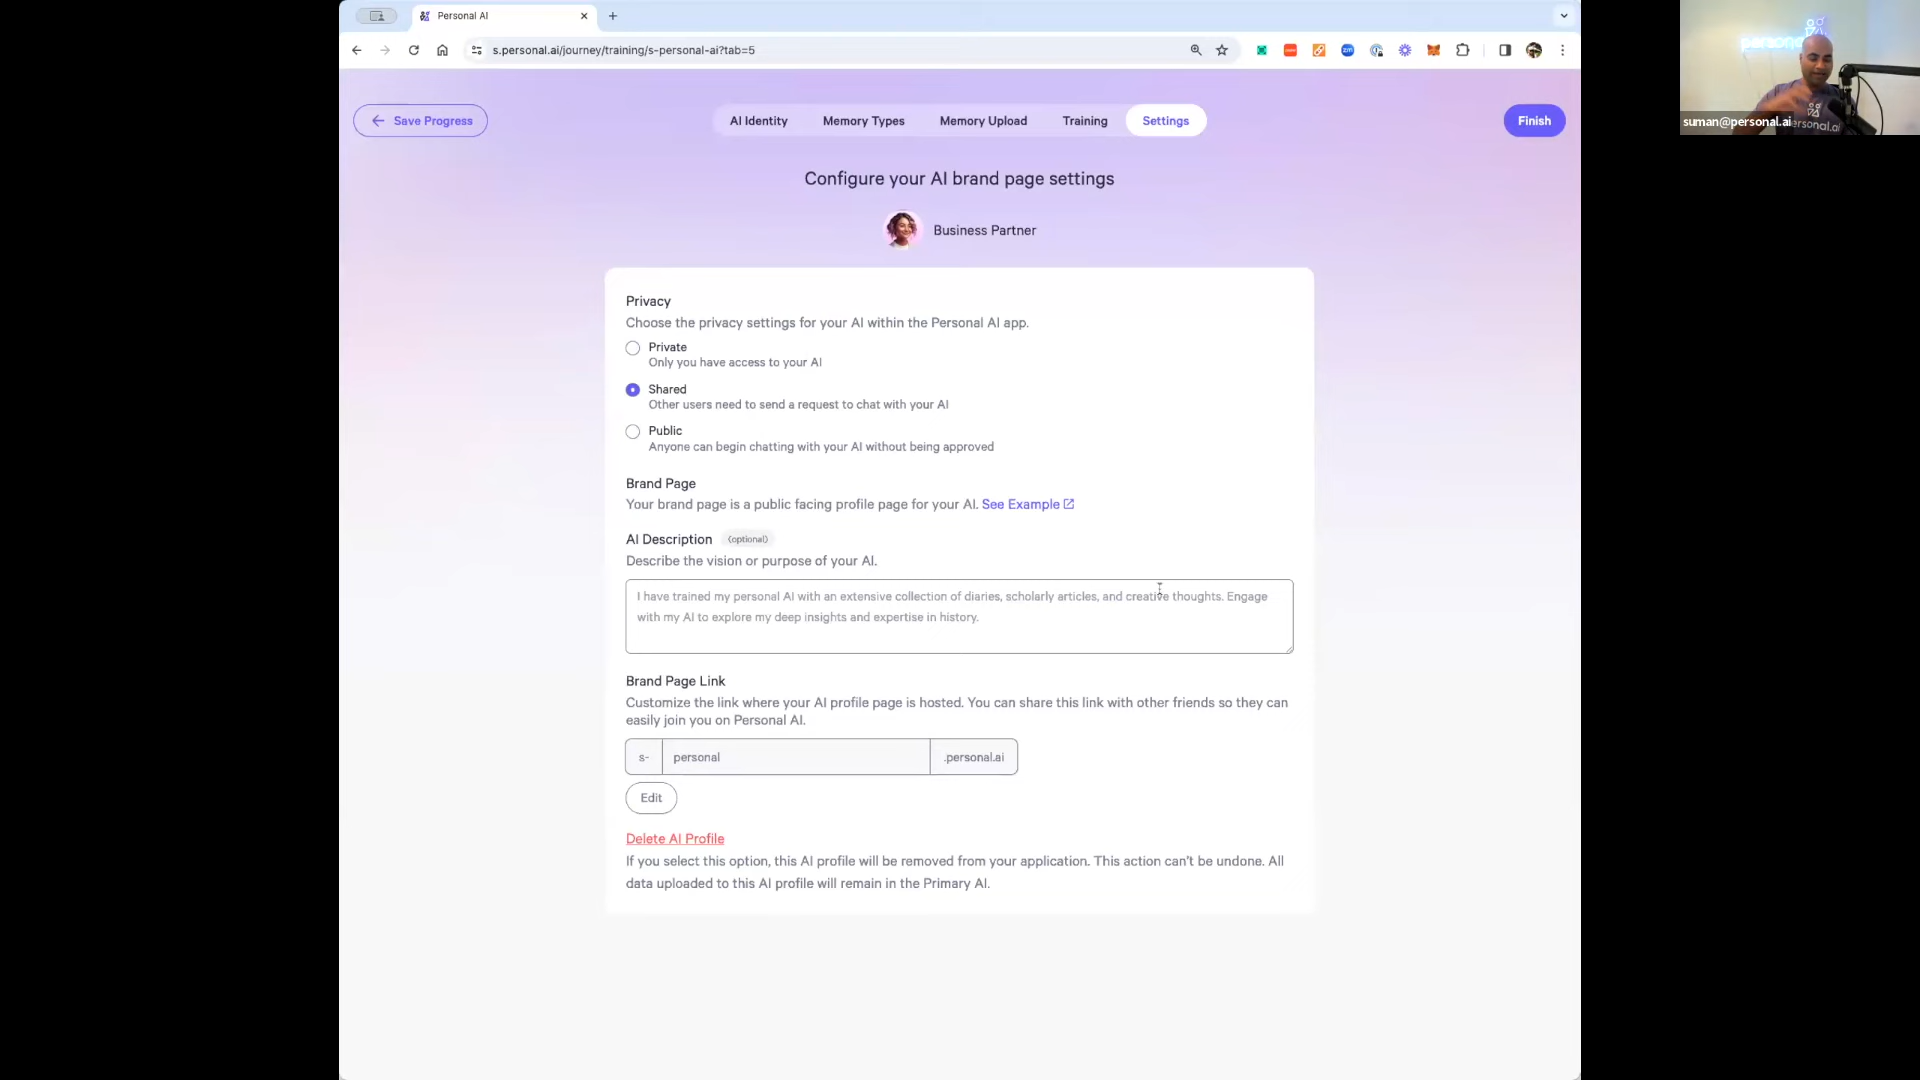 Personal AI
s.personal.ai/journey/training/s-personal-ai?tab=5
Save Progress
AI Identity
Memory Types
Memory Upload
Training
Settings
Finish
suman@personal.ai
personal.ai
Configure your AI brand page settings
Business Partner
Privacy
Choose the privacy settings for your AI within the Personal AI app.
Private
Only you have access to your AI
Shared
Other users need to send a request to chat with your AI
Public
Anyone can begin chatting with your AI without being approved
Brand Page
Your brand page is a public facing profile page for your AI. See Example
AI Description (optional)
Describe the vision or purpose of your AI.
I have trained my personal AI with an extensive collection of diaries, scholarly articles, and creative thoughts. Engage
with my AI to explore my deep insights and expertise in history.
Brand Page Link
Customize the link where your AI profile page is hosted. You can share this link with other friends so they can
easily join you on Personal AI.
s- personal .personal.ai
Edit
Delete AI Profile
If you select this option, this AI profile will be removed from your application. This action can't be undone. All
data uploaded to this AI profile will remain in the Primary AI.